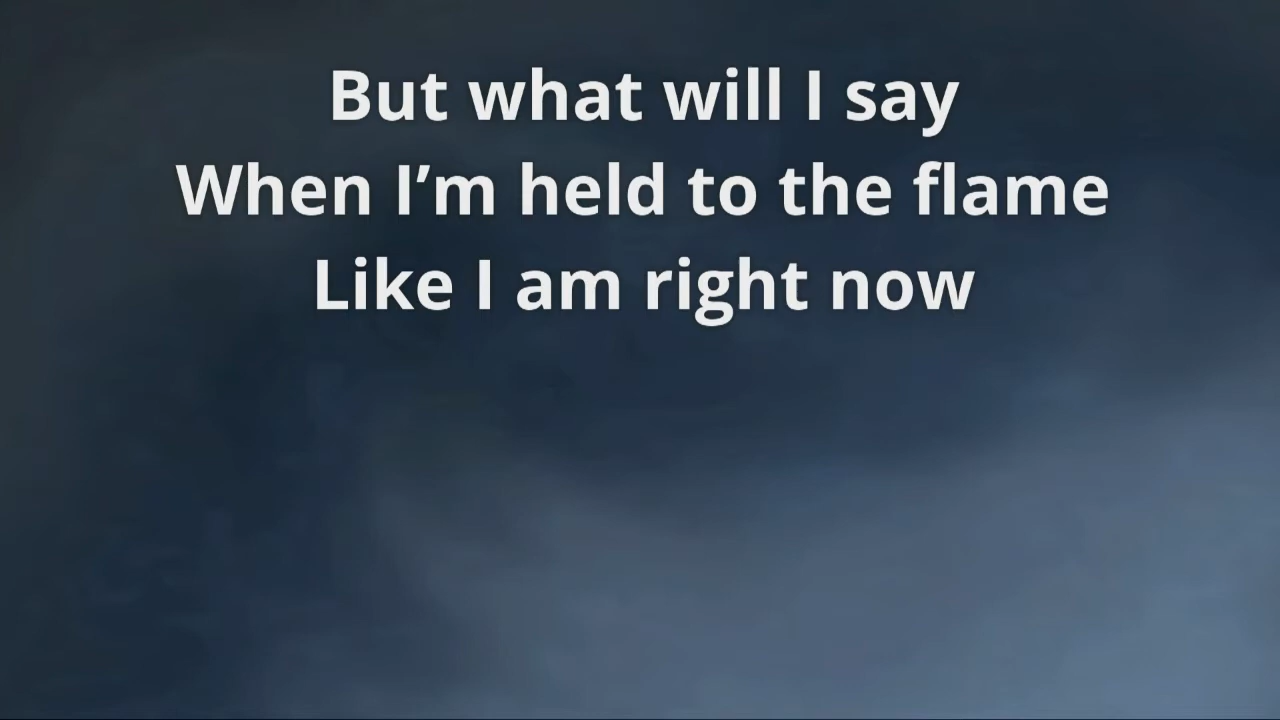 But what will I say
When I’m held to the flame
Like I am right now